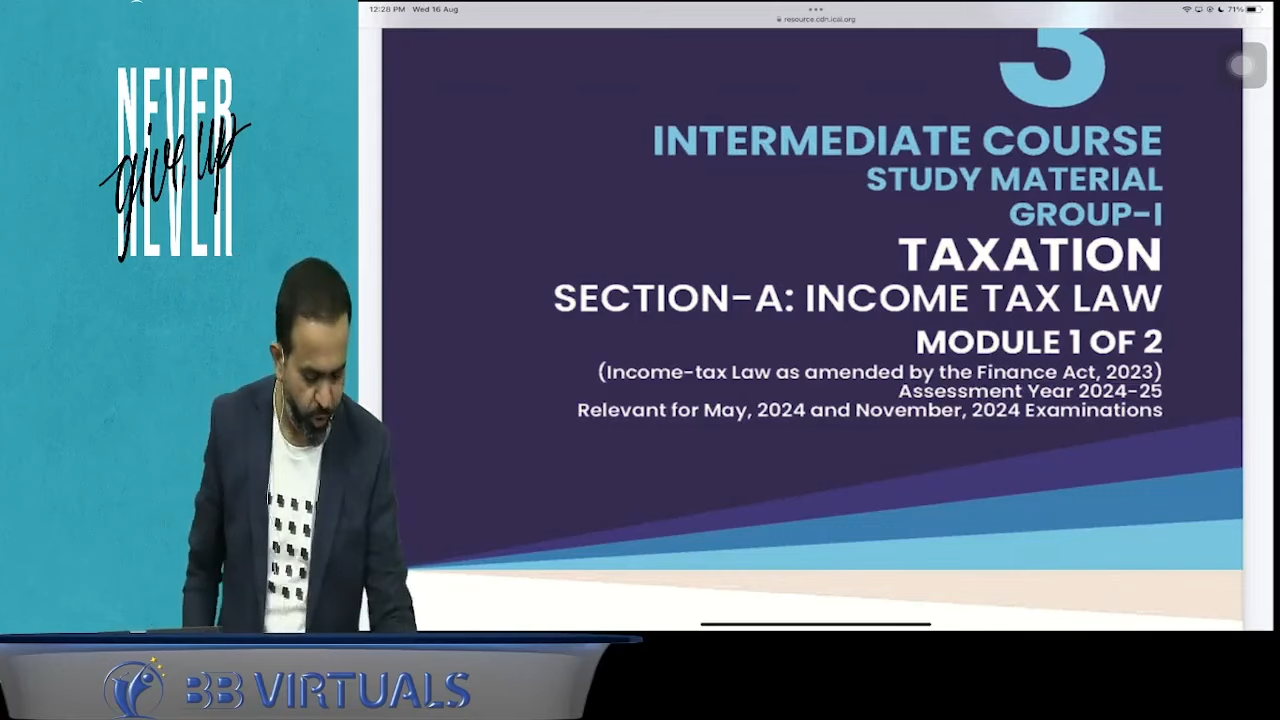 12:28 PM Wed 16 Aug
resource.cdn.icai.org
71%
NEVER
give up
NEVER
3
INTERMEDIATE COURSE
STUDY MATERIAL
GROUP-I
TAXATION
SECTION-A: INCOME TAX LAW
MODULE 1 OF 2
(Income-tax Law as amended by the Finance Act, 2023)
Assessment Year 2024-25
Relevant for May, 2024 and November, 2024 Examinations
BB VIRTUALS